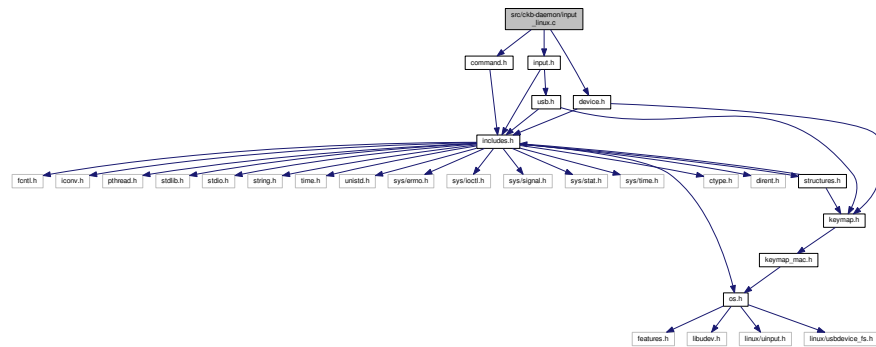 src/ckb-daemon/input
_linux.c
command.h
input.h
usb.h
device.h
includes.h
fcntl.h
iconv.h
pthread.h
stdlib.h
stdio.h
string.h
time.h
unistd.h
sys/errno.h
sys/ioctl.h
sys/signal.h
sys/stat.h
sys/time.h
ctype.h
dirent.h
structures.h
keymap.h
keymap_mac.h
os.h
features.h
libudev.h
linux/uinput.h
linux/usbdevice_fs.h